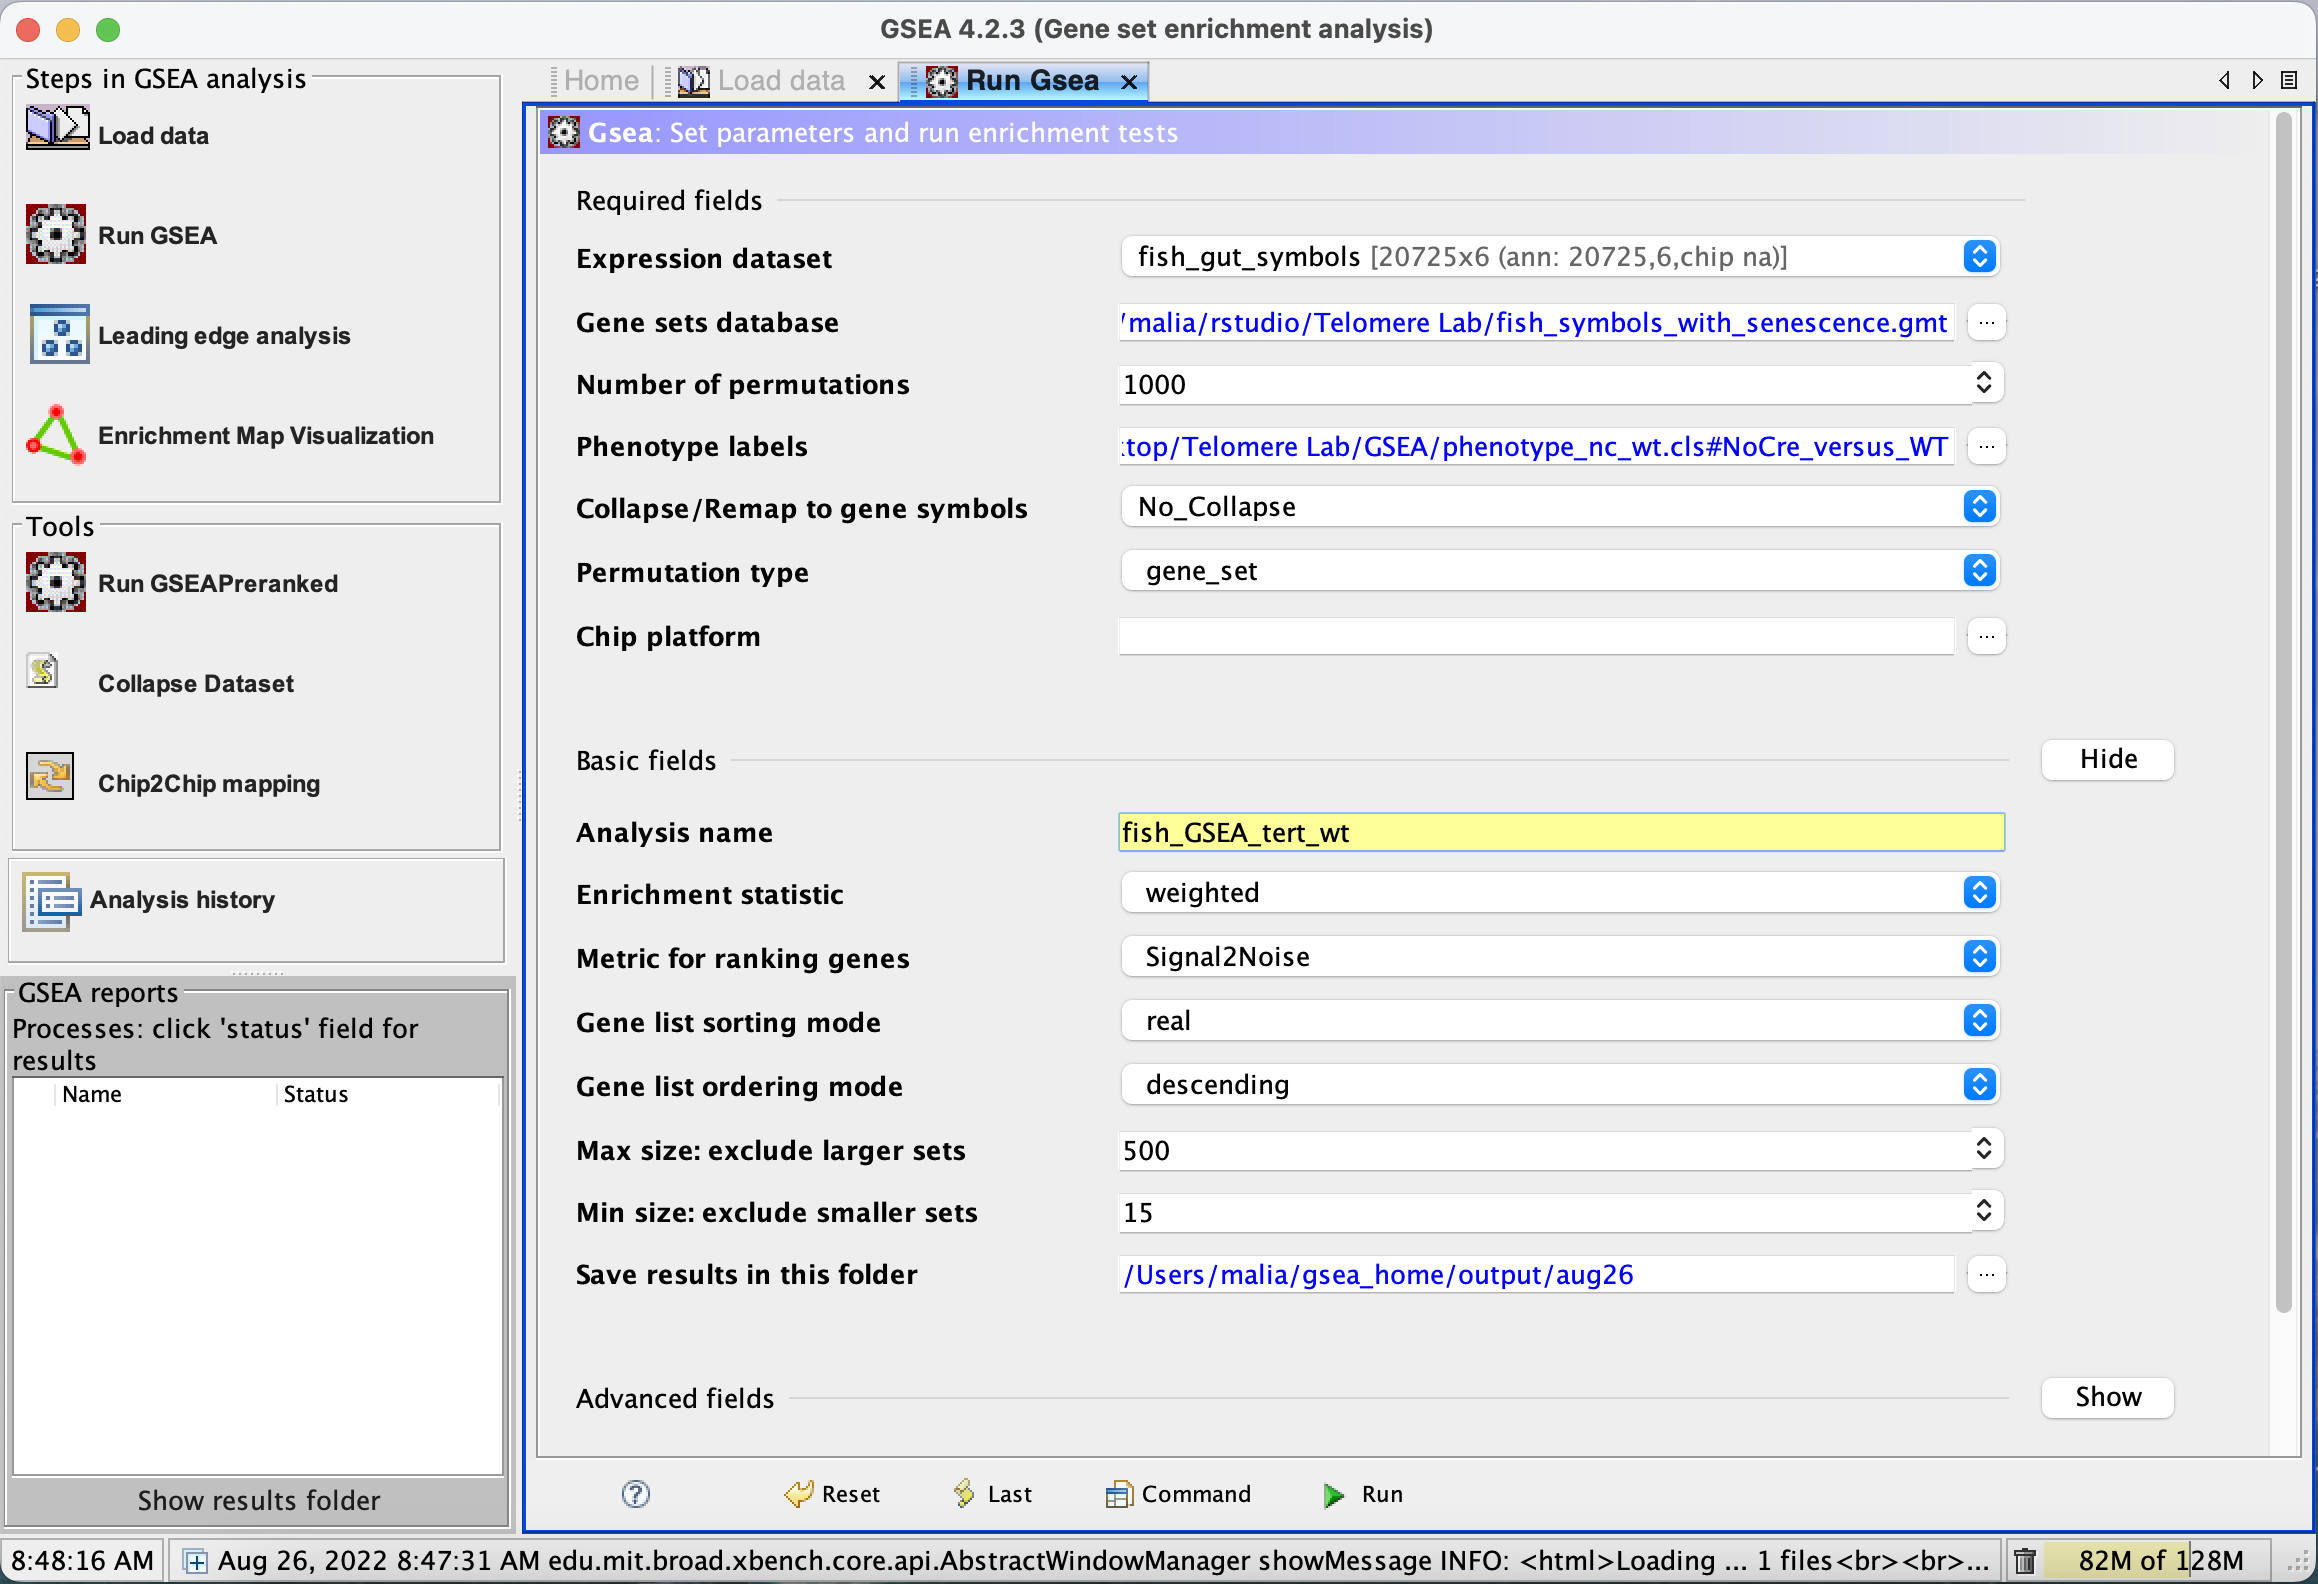 GSEA 4.2.3 (Gene set enrichment analysis)
Steps in GSEA analysis
Load data
Run GSEA
Leading edge analysis
Enrichment Map Visualization
Tools
Run GSEAPreranked
Collapse Dataset
Chip2Chip mapping
Analysis history
GSEA reports
Processes: click 'status' field for
results
Name Status
Show results folder
Home Load data Run Gsea
Gsea: Set parameters and run enrichment tests
Required fields
Expression dataset fish_gut_symbols [20725x6 (ann: 20725,6,chip na)]
Gene sets database /malia/rstudio/Telomere Lab/fish_symbols_with_senescence.gmt ...
Number of permutations 1000
Phenotype labels top/Telomere Lab/GSEA/phenotype_nc_wt.cls#NoCre_versus_WT ...
Collapse/Remap to gene symbols No_Collapse
Permutation type gene_set
Chip platform ...
Basic fields Hide
Analysis name fish_GSEA_tert_wt
Enrichment statistic weighted
Metric for ranking genes Signal2Noise
Gene list sorting mode real
Gene list ordering mode descending
Max size: exclude larger sets 500
Min size: exclude smaller sets 15
Save results in this folder /Users/malia/gsea_home/output/aug26 ...
Advanced fields Show
? Reset Last Command Run
8:48:16 AM Aug 26, 2022 8:47:31 AM edu.mit.broad.xbench.core.api.AbstractWindowManager showMessage INFO: <html>Loading ... 1 files<br><br>... 82M of 128M